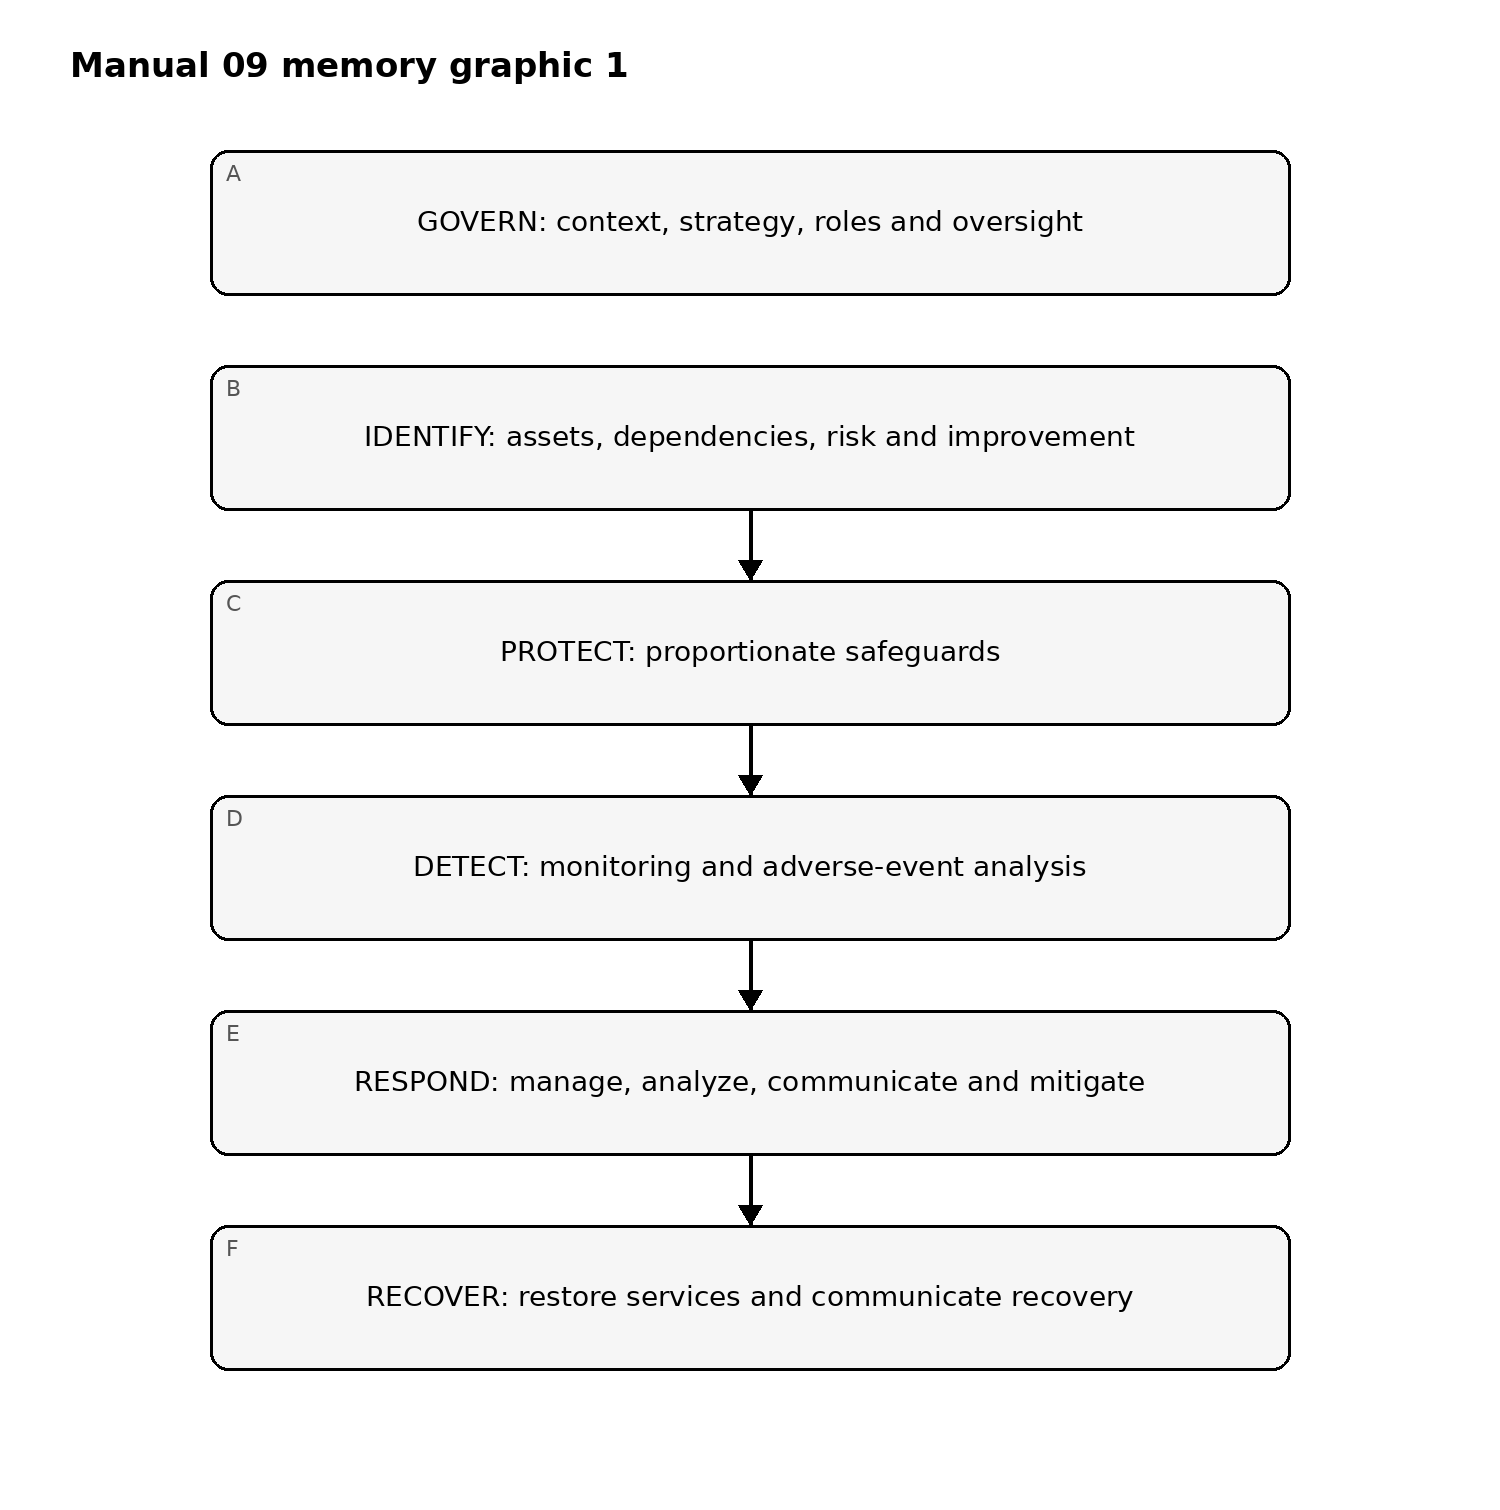 Manual 09 memory graphic 1
A
GOVERN: context, strategy, roles and oversight
B
IDENTIFY: assets, dependencies, risk and improvement
C
PROTECT: proportionate safeguards
D
DETECT: monitoring and adverse-event analysis
E
RESPOND: manage, analyze, communicate and mitigate
F
RECOVER: restore services and communicate recovery